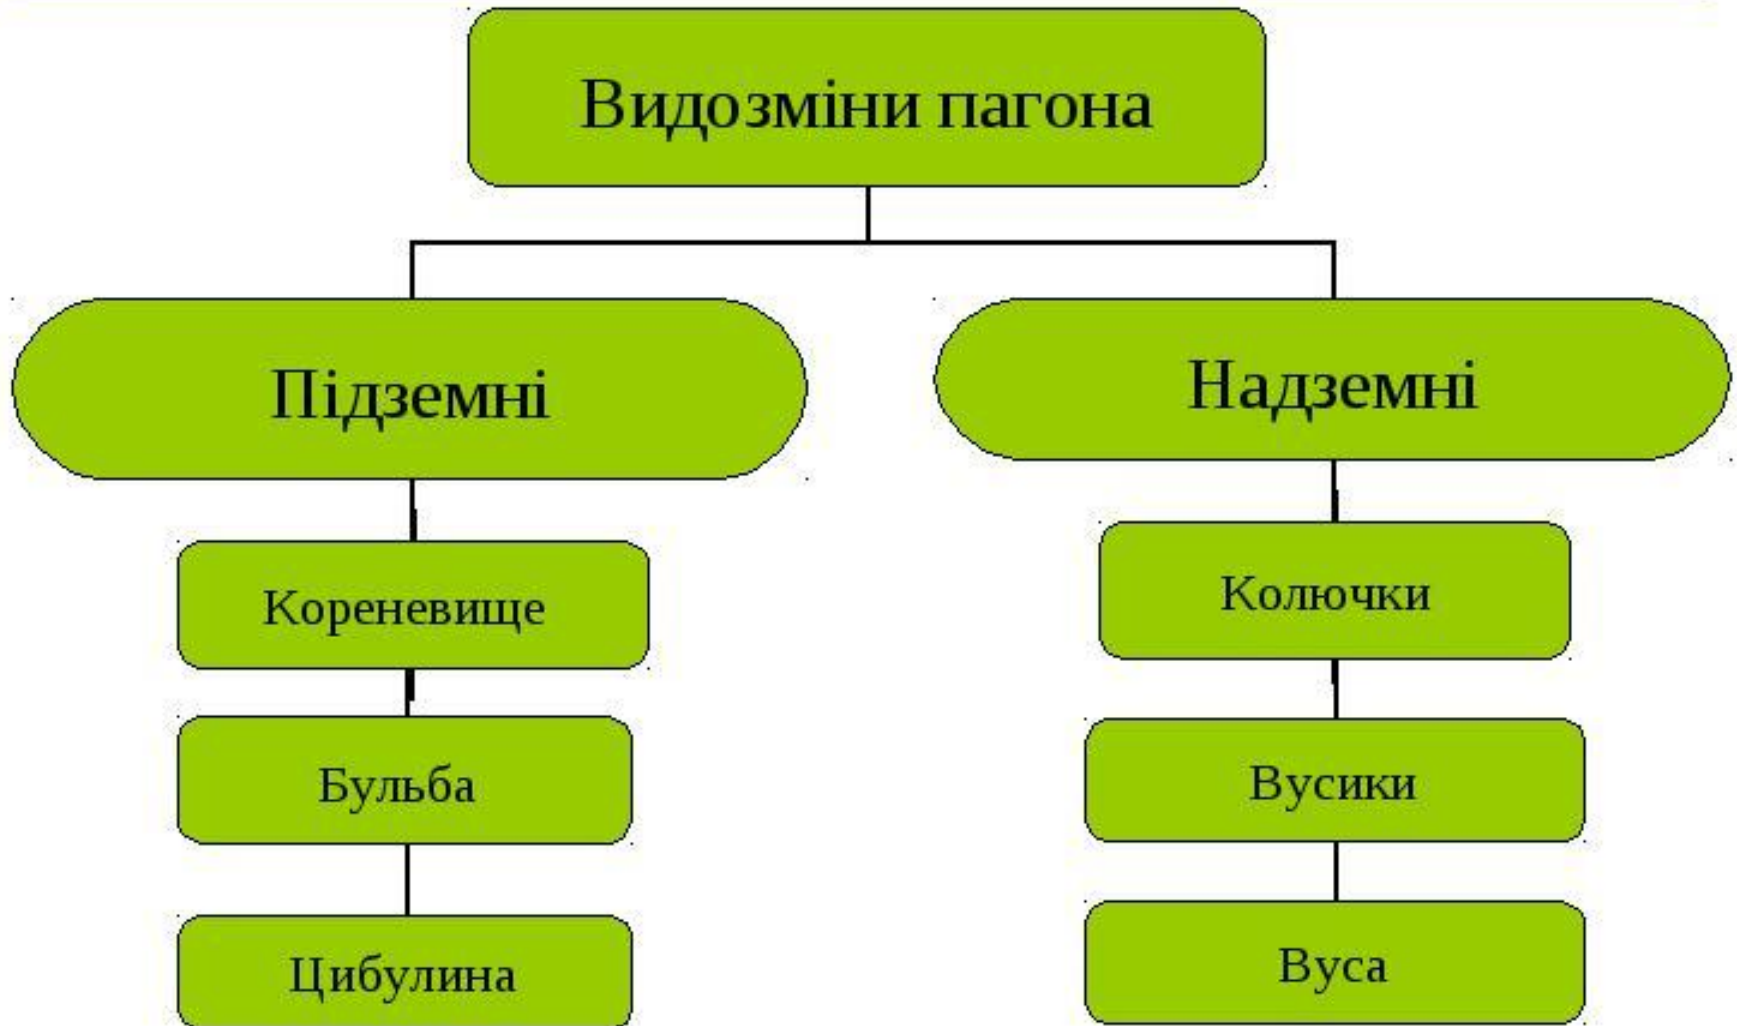 Видозміни пагона
Підземні
Надземні
Кореневище
Колючки
Бульба
Вусики
Цибулина
Вуса